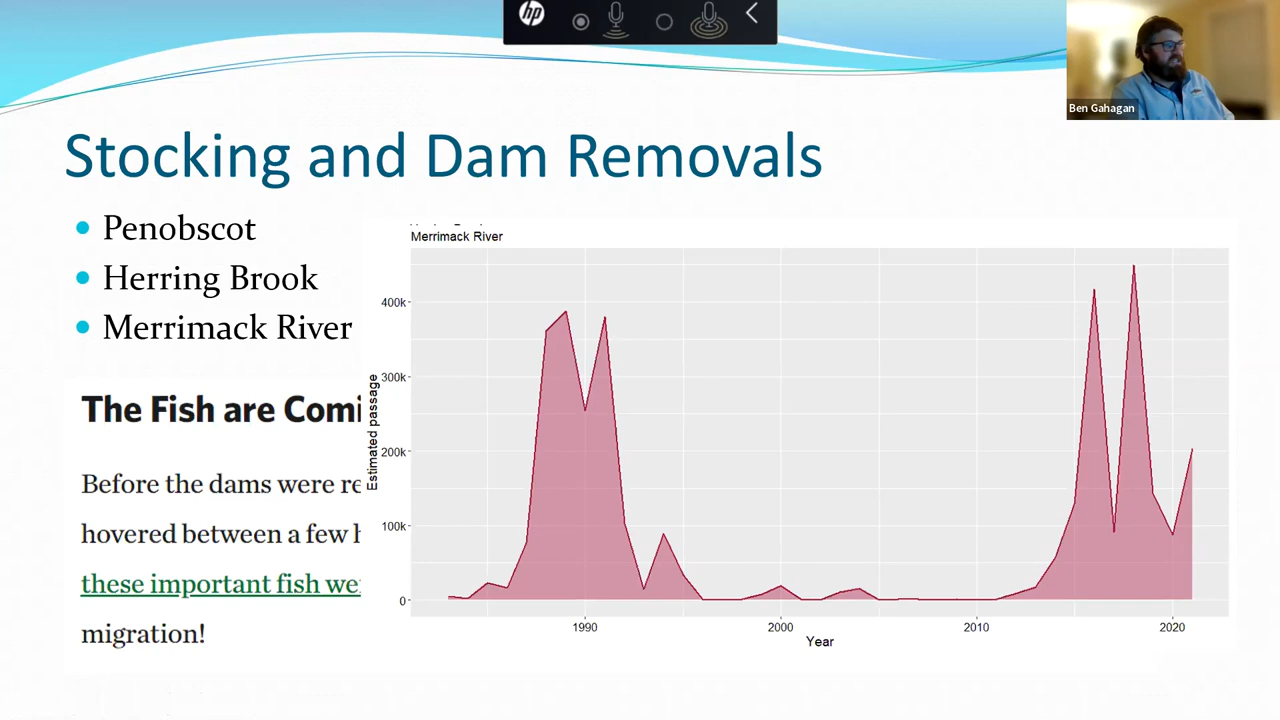 hp
Ben Gahagan
Stocking and Dam Removals
Penobscot
Herring Brook
Merrimack River
The Fish are Comi
Before the dams were re
hovered between a few h
these important fish we
migration!
Merrimack River
Estimated passage
400k
300k
200k
100k
0
1990
2000
2010
2020
Year